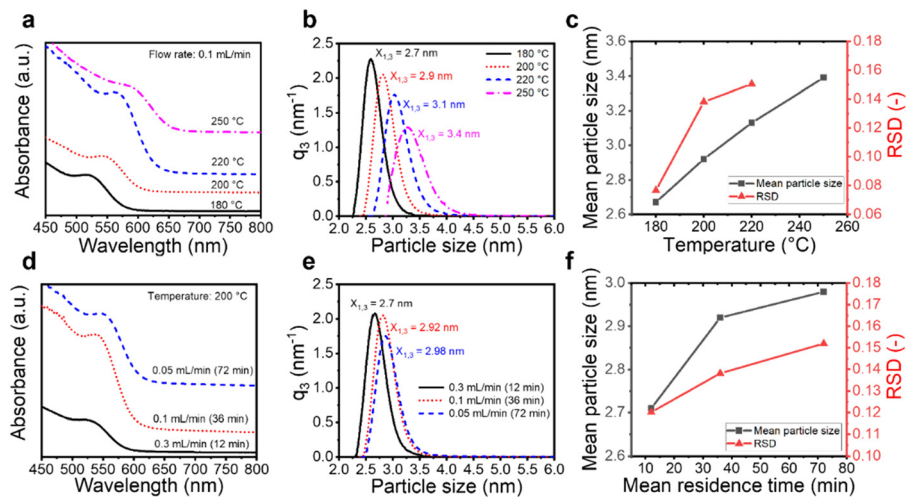 a
Absorbance (a.u.)
Flow rate: 0.1 mL/min
250 °C
220 °C
200 °C
180 °C
450 500 550 600 650 700 750 800
Wavelength (nm)
b
q3 (nm-1)
2.5
2.0
1.5
1.0
0.5
0.0
X1,3 = 2.7 nm
X1,3 = 2.9 nm
X1,3 = 3.1 nm
X1,3 = 3.4 nm
180 °C
200 °C
220 °C
250 °C
2.0 2.5 3.0 3.5 4.0 4.5 5.0 5.5 6.0
Particle size (nm)
c
Mean particle size (nm)
3.6
3.4
3.2
3.0
2.8
2.6
0.18
0.16
0.14
0.12
0.10
0.08
0.06
RSD (-)
Mean particle size
RSD
160 180 200 220 240 260
Temperature (°C)
d
Absorbance (a.u.)
Temperature: 200 °C
0.05 mL/min (72 min)
0.1 mL/min (36 min)
0.3 mL/min (12 min)
450 500 550 600 650 700 750 800
Wavelength (nm)
e
q3 (nm-1)
2.5
2.0
1.5
1.0
0.5
0.0
X1,3 = 2.7 nm
X1,3 = 2.92 nm
X1,3 = 2.98 nm
0.3 mL/min (12 min)
0.1 mL/min (36 min)
0.05 mL/min (72 min)
2.0 2.5 3.0 3.5 4.0 4.5 5.0 5.5 6.0
Particle size (nm)
f
Mean particle size (nm)
3.0
2.9
2.8
2.7
2.6
0.18
0.17
0.16
0.15
0.14
0.13
0.12
0.11
0.10
RSD (-)
Mean particle size
RSD
10 20 30 40 50 60 70 80
Mean residence time (min)